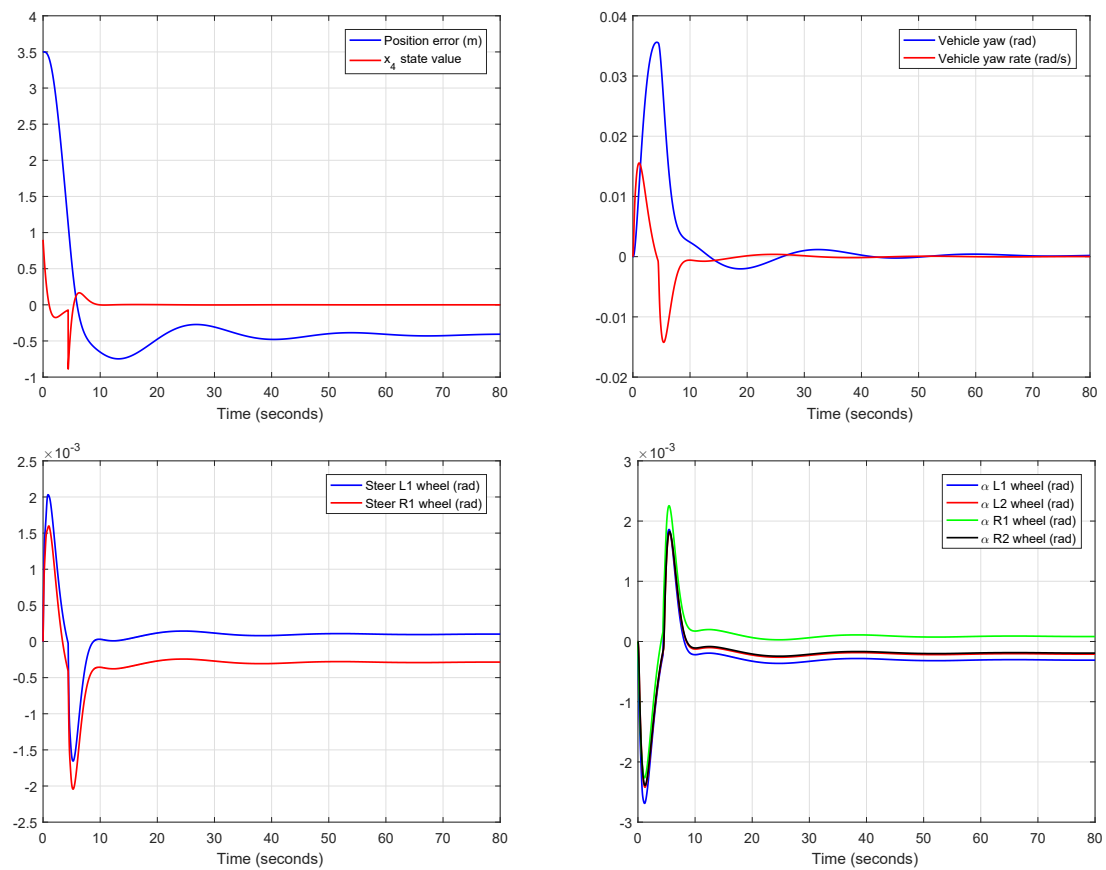 4
3.5
3
2.5
2
1.5
1
0.5
0
-0.5
-1
0 10 20 30 40 50 60 70 80
Time (seconds)
Position error (m)
x4 state value
0.04
0.03
0.02
0.01
0
-0.01
-0.02
0 10 20 30 40 50 60 70 80
Time (seconds)
Vehicle yaw (rad)
Vehicle yaw rate (rad/s)
×10-3
2.5
2
1.5
1
0.5
0
-0.5
-1
-1.5
-2
-2.5
0 10 20 30 40 50 60 70 80
Time (seconds)
Steer L1 wheel (rad)
Steer R1 wheel (rad)
×10-3
3
2
1
0
-1
-2
-3
0 10 20 30 40 50 60 70 80
Time (seconds)
α L1 wheel (rad)
α L2 wheel (rad)
α R1 wheel (rad)
α R2 wheel (rad)